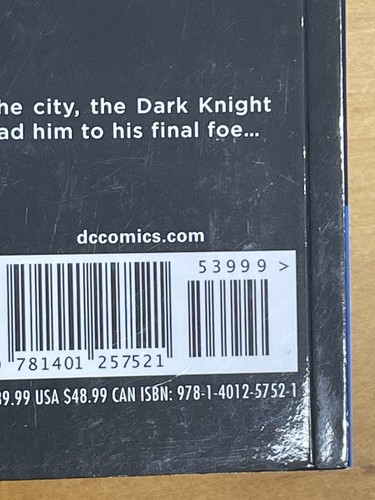 he city, the Dark Knight
ad him to his final foe...
dccomics.com
53999 >
781401 257521
39.99 USA $48.99 CAN ISBN: 978-1-4012-5752-1